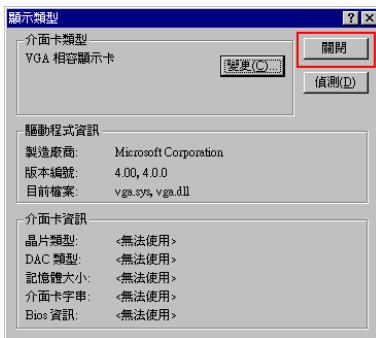 顯示類型
介面卡類型
VGA 相容顯示卡
變更(C)...
關閉
偵測(D)
驅動程式資訊
製造廠商: Microsoft Corporation
版本編號: 4.00, 4.0.0
目前檔案: vga.sys, vga.dll
介面卡資訊
晶片類型: <無法使用>
DAC 類型: <無法使用>
記憶體大小: <無法使用>
介面卡字串: <無法使用>
Bios 資訊: <無法使用>